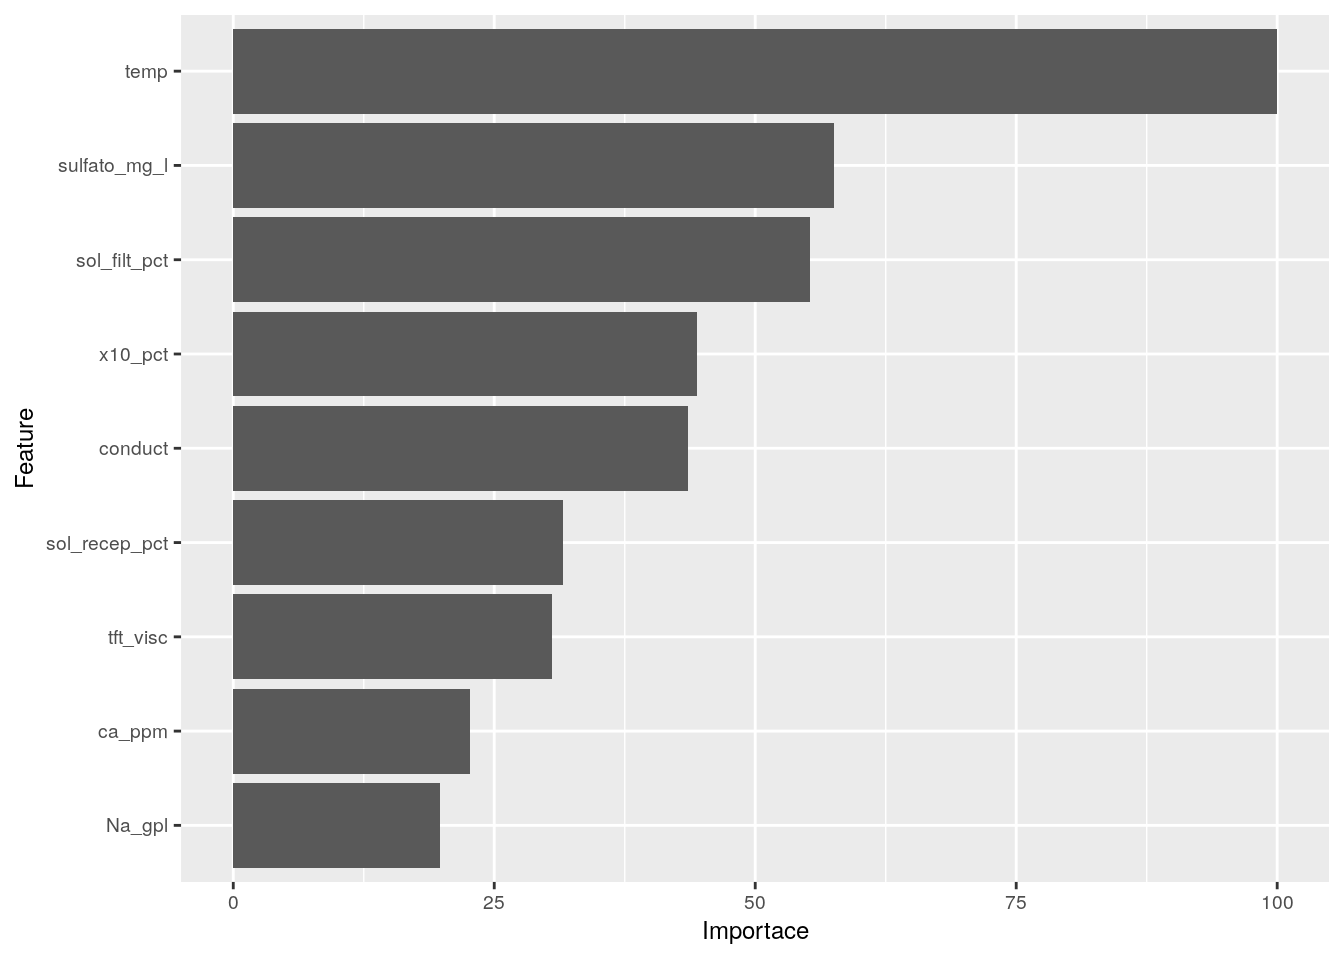 temp
sulfato_mg_l
sol_filt_pct
x10_pct
conduct
sol_recep_pct
tft_visc
ca_ppm
Na_gpl
Feature
0 25 50 75 100
Importace